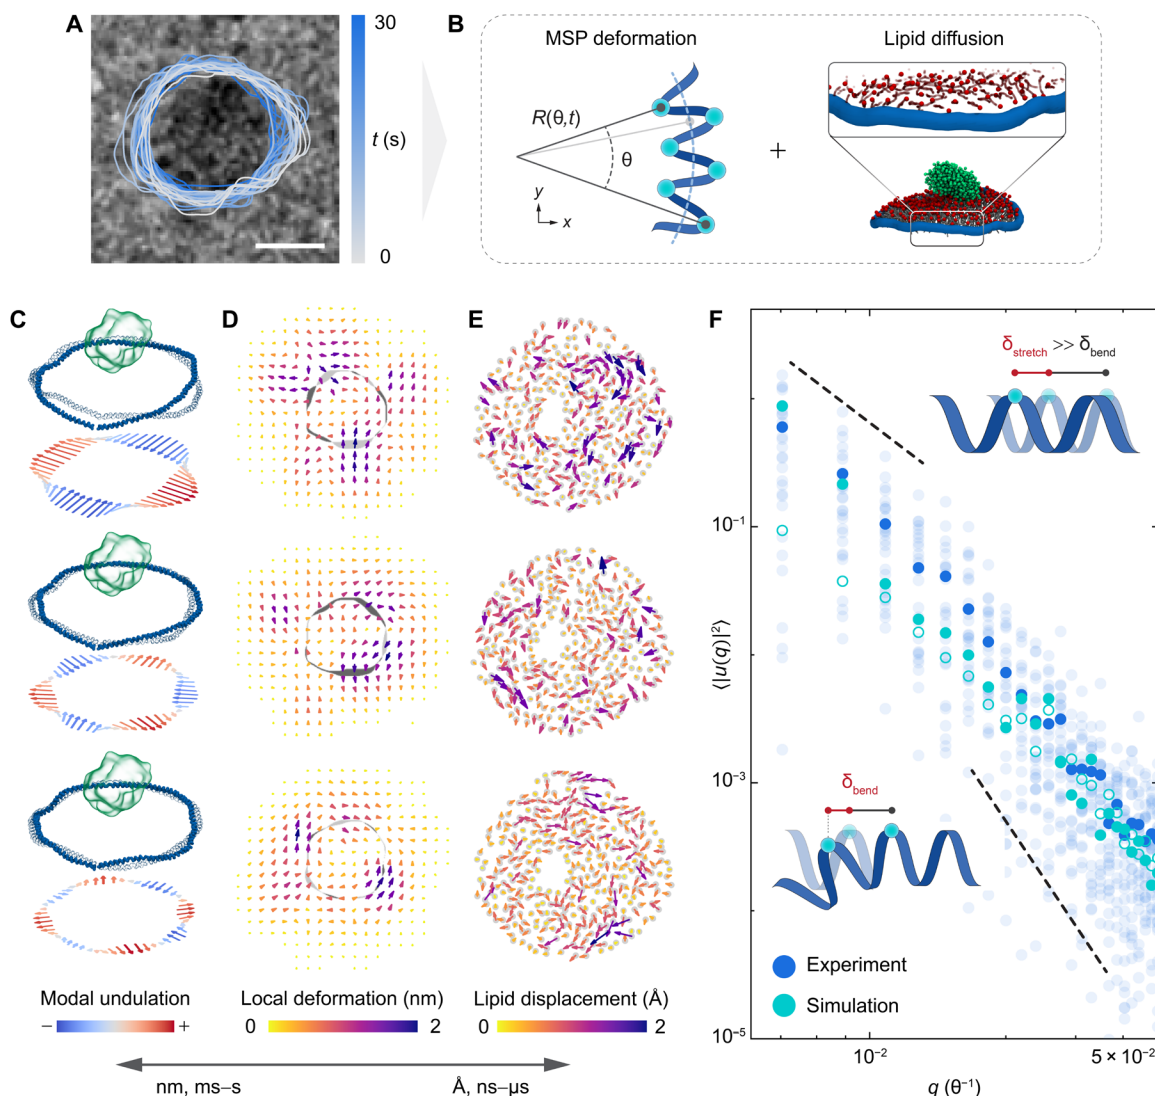 A
30
t (s)
0
B
MSP deformation
Lipid diffusion
R(θ,t)
θ
y
x
+
C
D
E
F
δstretch >> δbend
10⁻¹
⟨|u(q)|²⟩
10⁻³
δbend
Experiment
Simulation
10⁻⁵
10⁻²
5 × 10⁻²
q (θ⁻¹)
Modal undulation
− +
Local deformation (nm)
0 2
Lipid displacement (Å)
0 2
nm, ms–s
Å, ns–μs